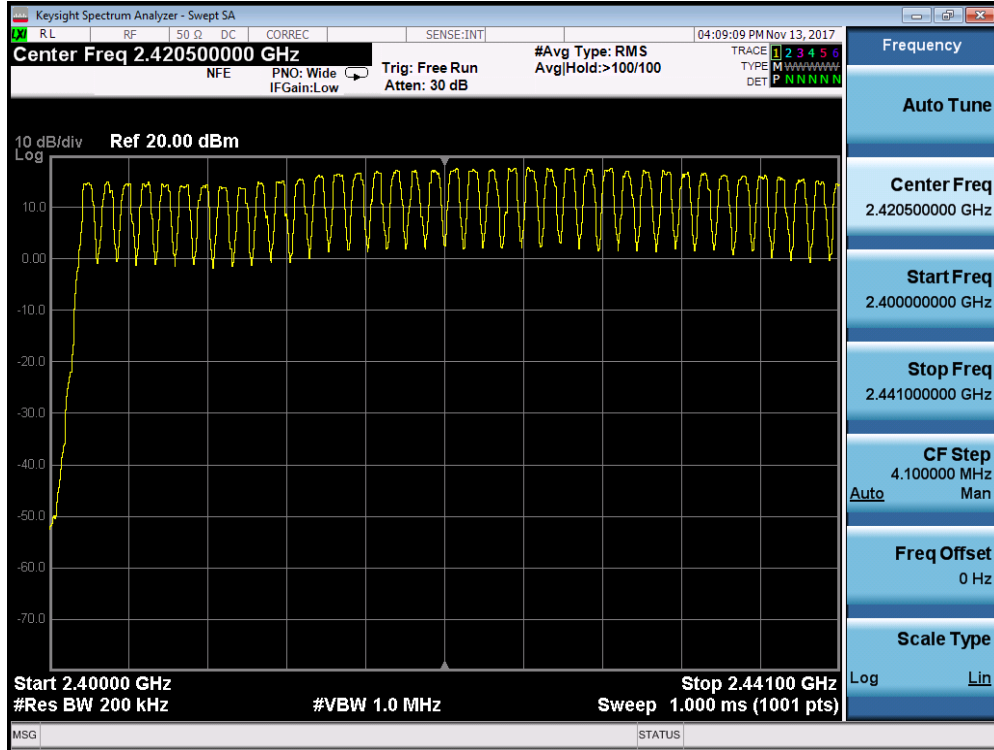 Keysight Spectrum Analyzer - Swept SA
LXI RL RF 50 Ω DC CORREC SENSE:INT 04:09:09 PM Nov 13, 2017
Center Freq 2.420500000 GHz
NFE
PNO: Wide
IFGain:Low
Trig: Free Run
Atten: 30 dB
#Avg Type: RMS
Avg|Hold:>100/100
TRACE 1 2 3 4 5 6
TYPE M WWWWW
DET P N N N N N
10 dB/div Ref 20.00 dBm
Log
10.0
0.00
-10.0
-20.0
-30.0
-40.0
-50.0
-60.0
-70.0
Start 2.40000 GHz Stop 2.44100 GHz
#Res BW 200 kHz #VBW 1.0 MHz Sweep 1.000 ms (1001 pts)
MSG STATUS
Frequency
Auto Tune
Center Freq
2.420500000 GHz
Start Freq
2.400000000 GHz
Stop Freq
2.441000000 GHz
CF Step
4.100000 MHz
Auto Man
Freq Offset
0 Hz
Scale Type
Log Lin